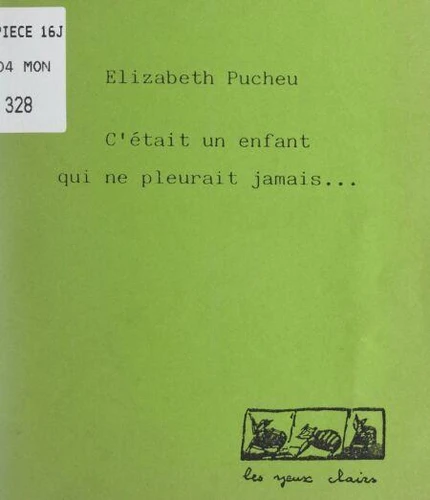 PIECE 16J
04 MON
328
Elizabeth Pucheu
C'était un enfant
qui ne pleurait jamais...
les yeux clairs